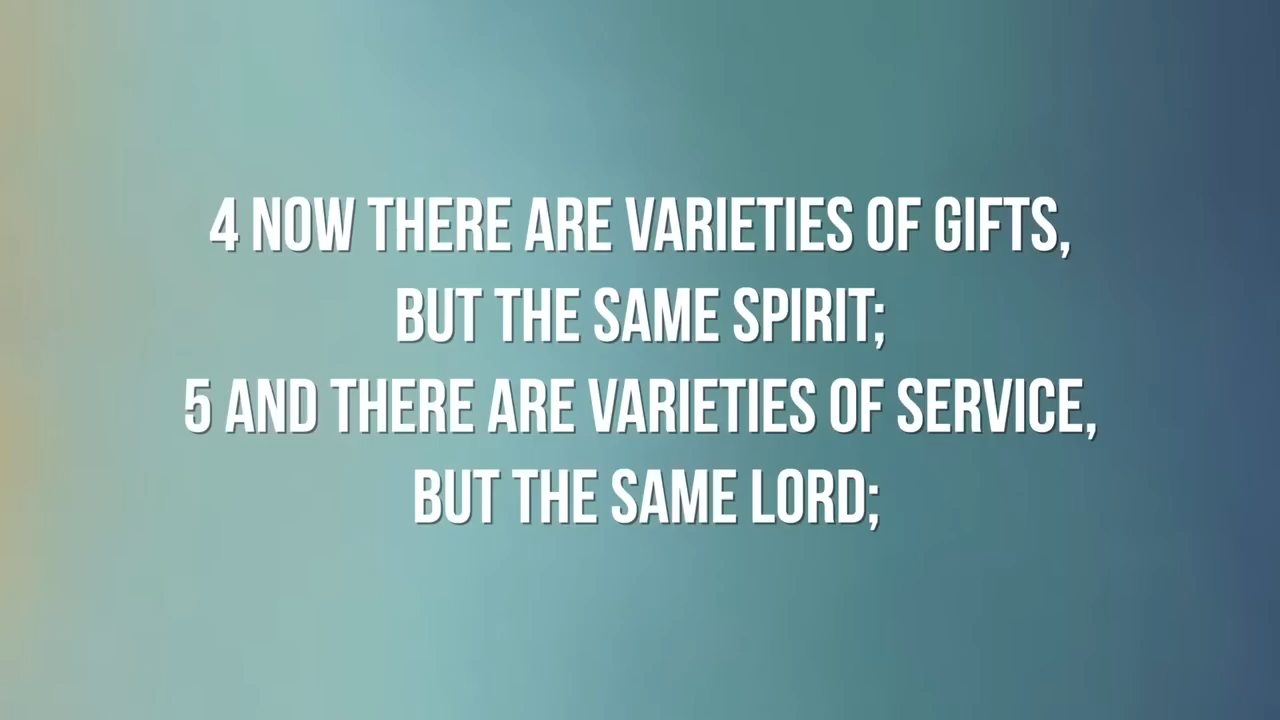 4 NOW THERE ARE VARIETIES OF GIFTS,
BUT THE SAME SPIRIT;
5 AND THERE ARE VARIETIES OF SERVICE,
BUT THE SAME LORD;